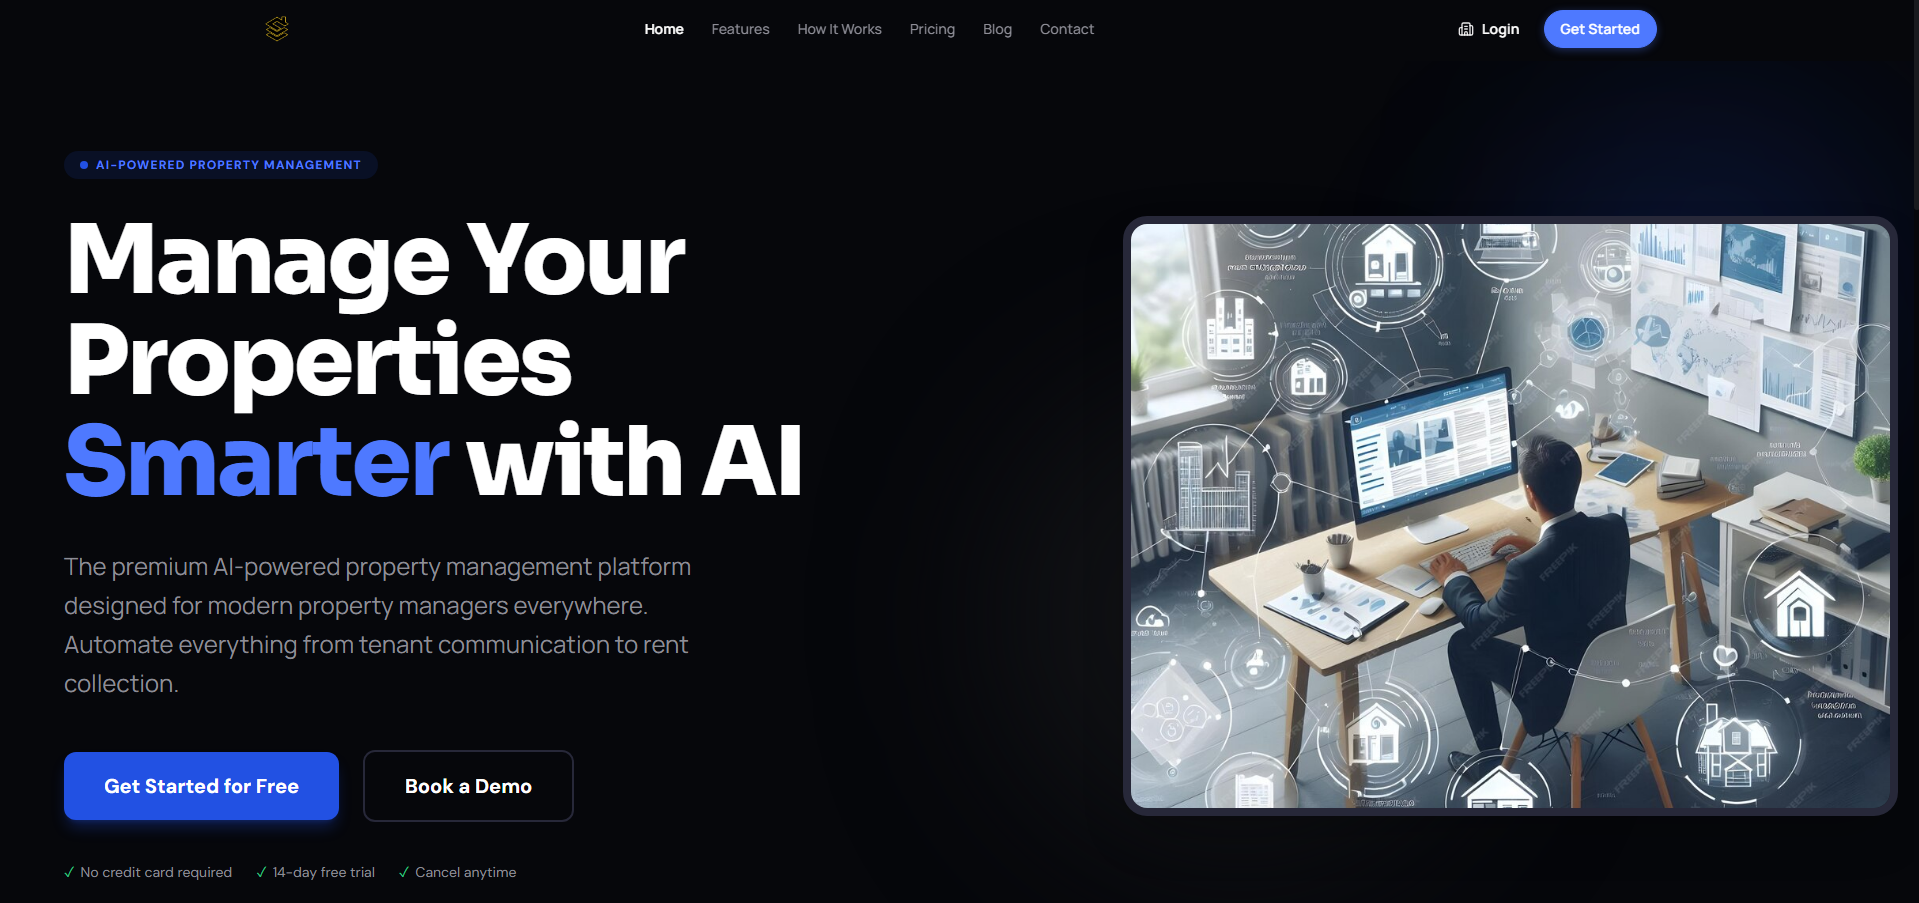 Home
Features
How It Works
Pricing
Blog
Contact
Login
Get Started
AI-POWERED PROPERTY MANAGEMENT
Manage Your
Properties
Smarter with AI
The premium AI-powered property management platform
designed for modern property managers everywhere.
Automate everything from tenant communication to rent
collection.
Get Started for Free
Book a Demo
✓ No credit card required
✓ 14-day free trial
✓ Cancel anytime
FREEPIK